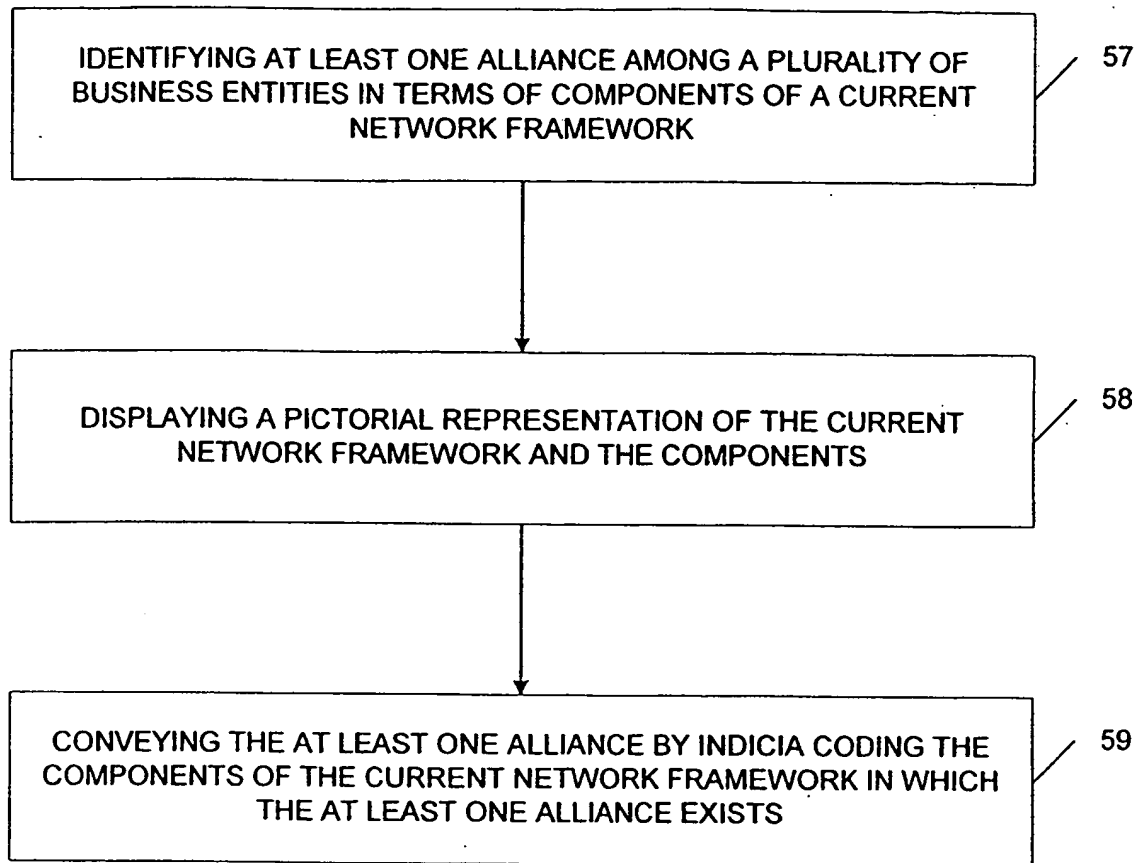 IDENTIFYING AT LEAST ONE ALLIANCE AMONG A PLURALITY OF
BUSINESS ENTITIES IN TERMS OF COMPONENTS OF A CURRENT
NETWORK FRAMEWORK
57
DISPLAYING A PICTORIAL REPRESENTATION OF THE CURRENT
NETWORK FRAMEWORK AND THE COMPONENTS
58
CONVEYING THE AT LEAST ONE ALLIANCE BY INDICIA CODING THE
COMPONENTS OF THE CURRENT NETWORK FRAMEWORK IN WHICH
THE AT LEAST ONE ALLIANCE EXISTS
59